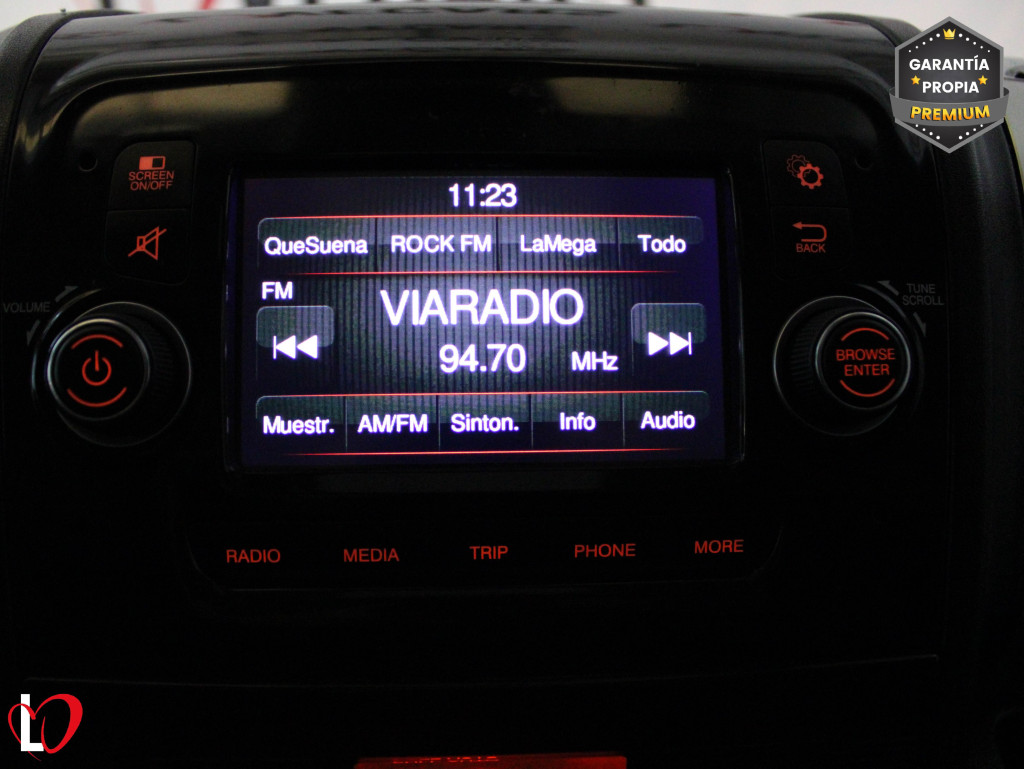 GARANTÍA
PROPIA
PREMIUM
SCREEN
ON/OFF
11:23
QueSuena ROCK FM LaMega Todo
BACK
FM
VIARADIO
94.70 MHz
VOLUME
TUNE
SCROLL
BROWSE
ENTER
Muestr. AM/FM Sinton. Info Audio
RADIO MEDIA TRIP PHONE MORE
L